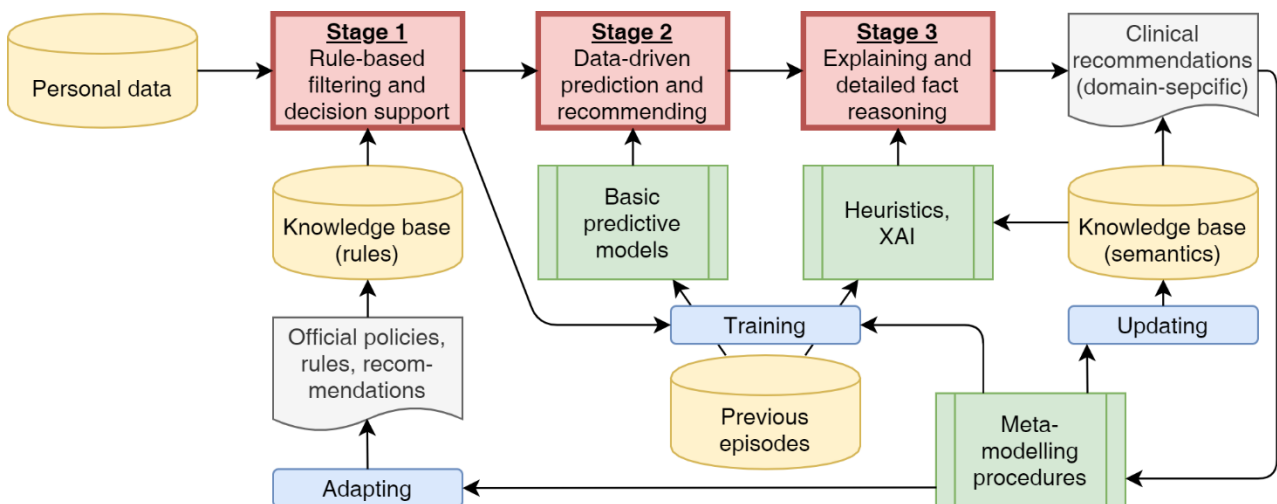 Personal data
Stage 1
Rule-based
filtering and
decision support
Stage 2
Data-driven
prediction and
recommending
Stage 3
Explaining and
detailed fact
reasoning
Clinical
recommendations
(domain-sepcific)
Knowledge base
(rules)
Basic
predictive
models
Heuristics,
XAI
Knowledge base
(semantics)
Official policies,
rules, recom-
mendations
Training
Updating
Previous
episodes
Meta-
modelling
procedures
Adapting